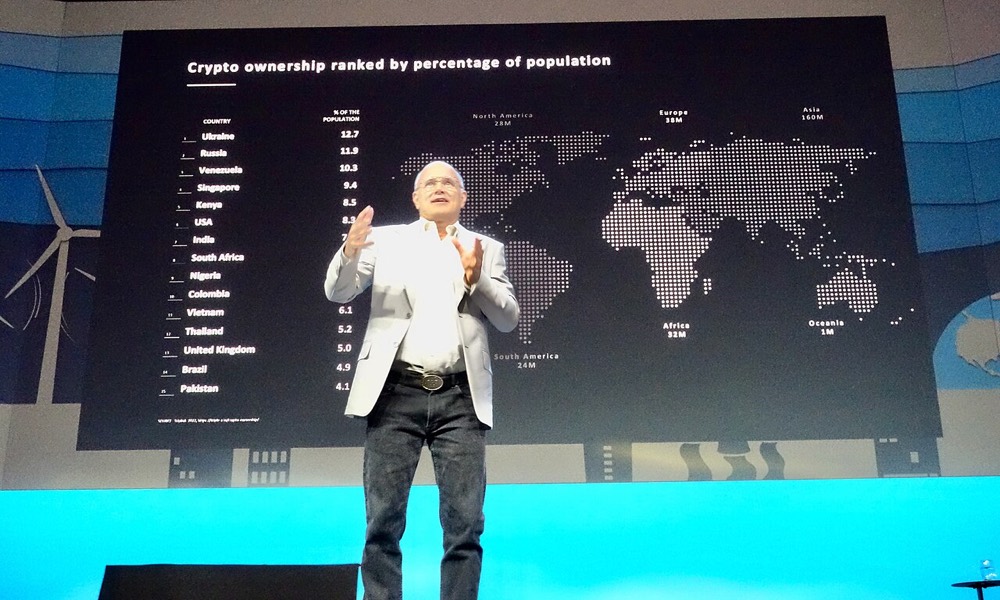 Crypto ownership ranked by percentage of population
COUNTRY
% OF THE
POPULATION
Ukraine 12.7
Russia 11.9
Venezuela 10.3
Singapore 9.4
Kenya 8.5
USA 8.3
India
South Africa
Nigeria
Colombia
Vietnam 6.1
Thailand 5.2
United Kingdom 5.0
Brazil 4.9
Pakistan 4.1
North America
28M
Europe
38M
Asia
160M
South America
24M
Africa
32M
Oceania
1M